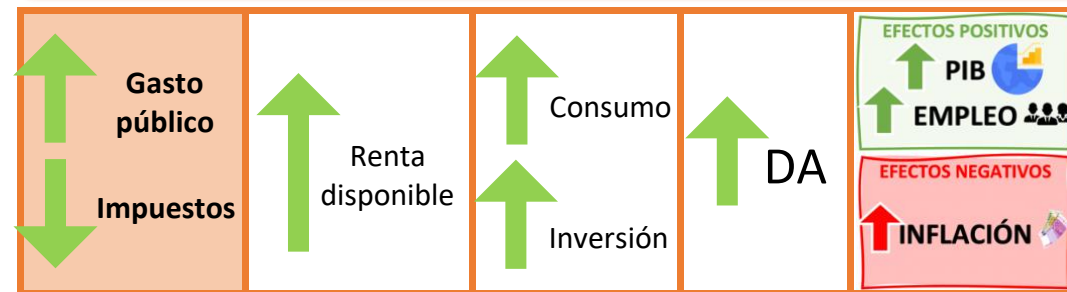 Gasto
público
Impuestos
Renta
disponible
Consumo
Inversión
DA
EFECTOS POSITIVOS
PIB
EMPLEO
EFECTOS NEGATIVOS
INFLACIÓN